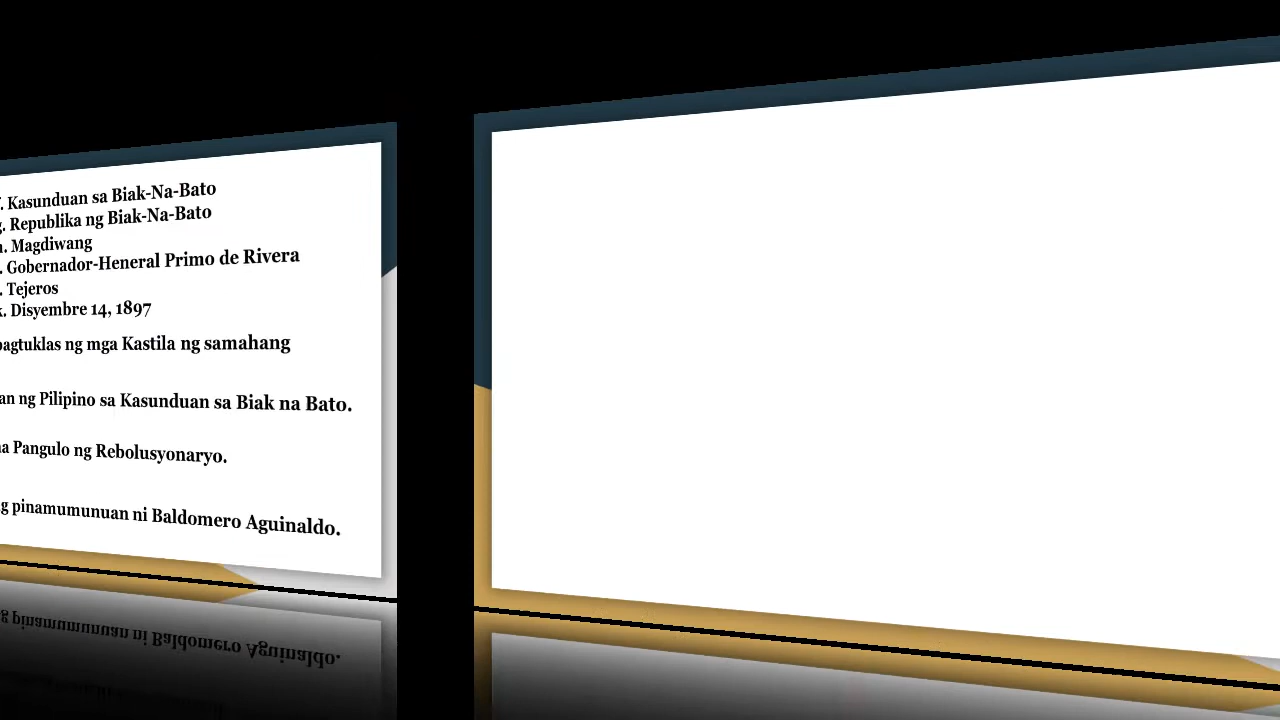 f. Kasunduan sa Biak-Na-Bato
g. Republika ng Biak-Na-Bato
h. Magdiwang
. Gobernador-Heneral Primo de Rivera
. Tejeros
k. Disyembre 14, 1897
pagtuklas ng mga Kastila ng samahang
ng Pilipino sa Kasunduan sa Biak na Bato.
Pangulo ng Rebolusyonaryo.
pinamumunuan ni Baldomero Aguinaldo.